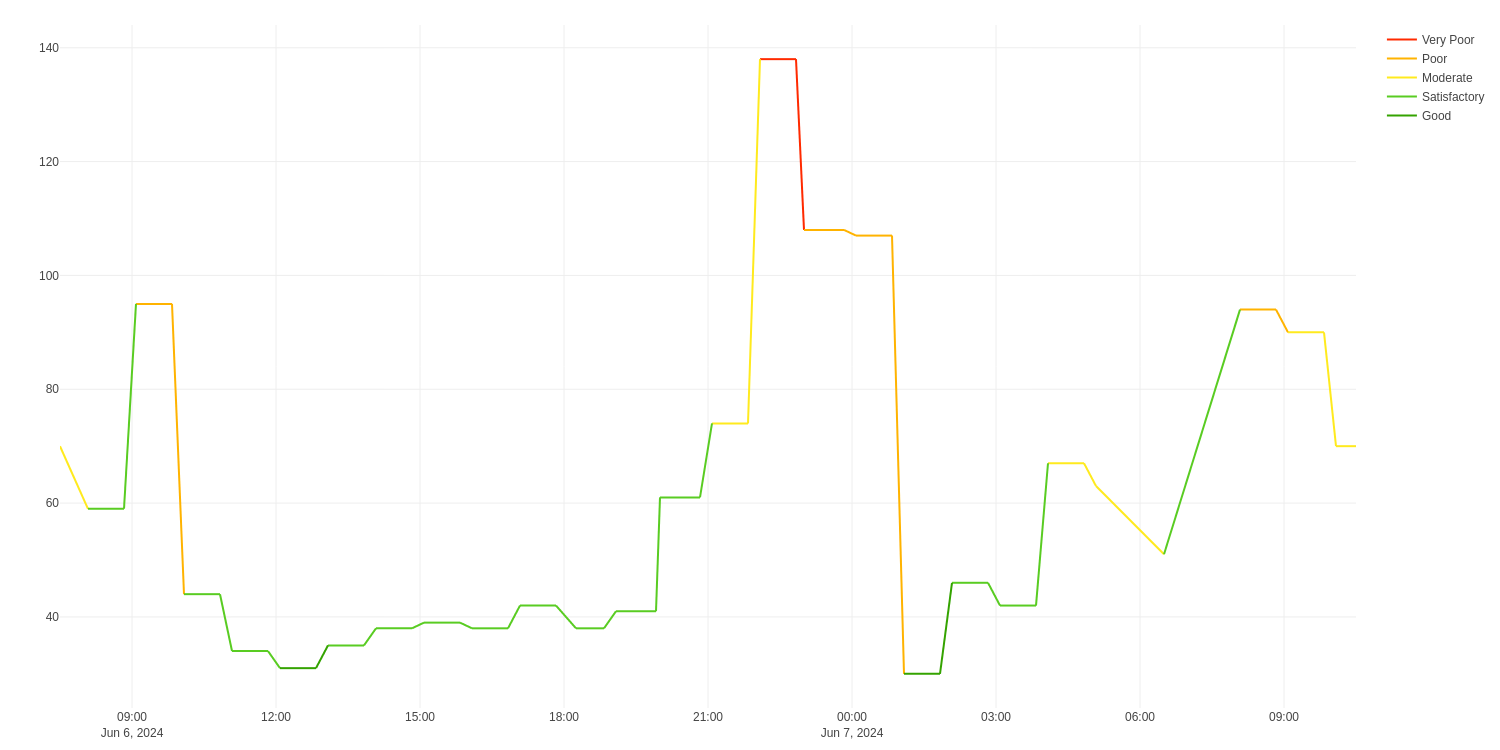 140
120
100
80
60
40
09:00
Jun 6, 2024
12:00
15:00
18:00
21:00
00:00
Jun 7, 2024
03:00
06:00
09:00
Very Poor
Poor
Moderate
Satisfactory
Good